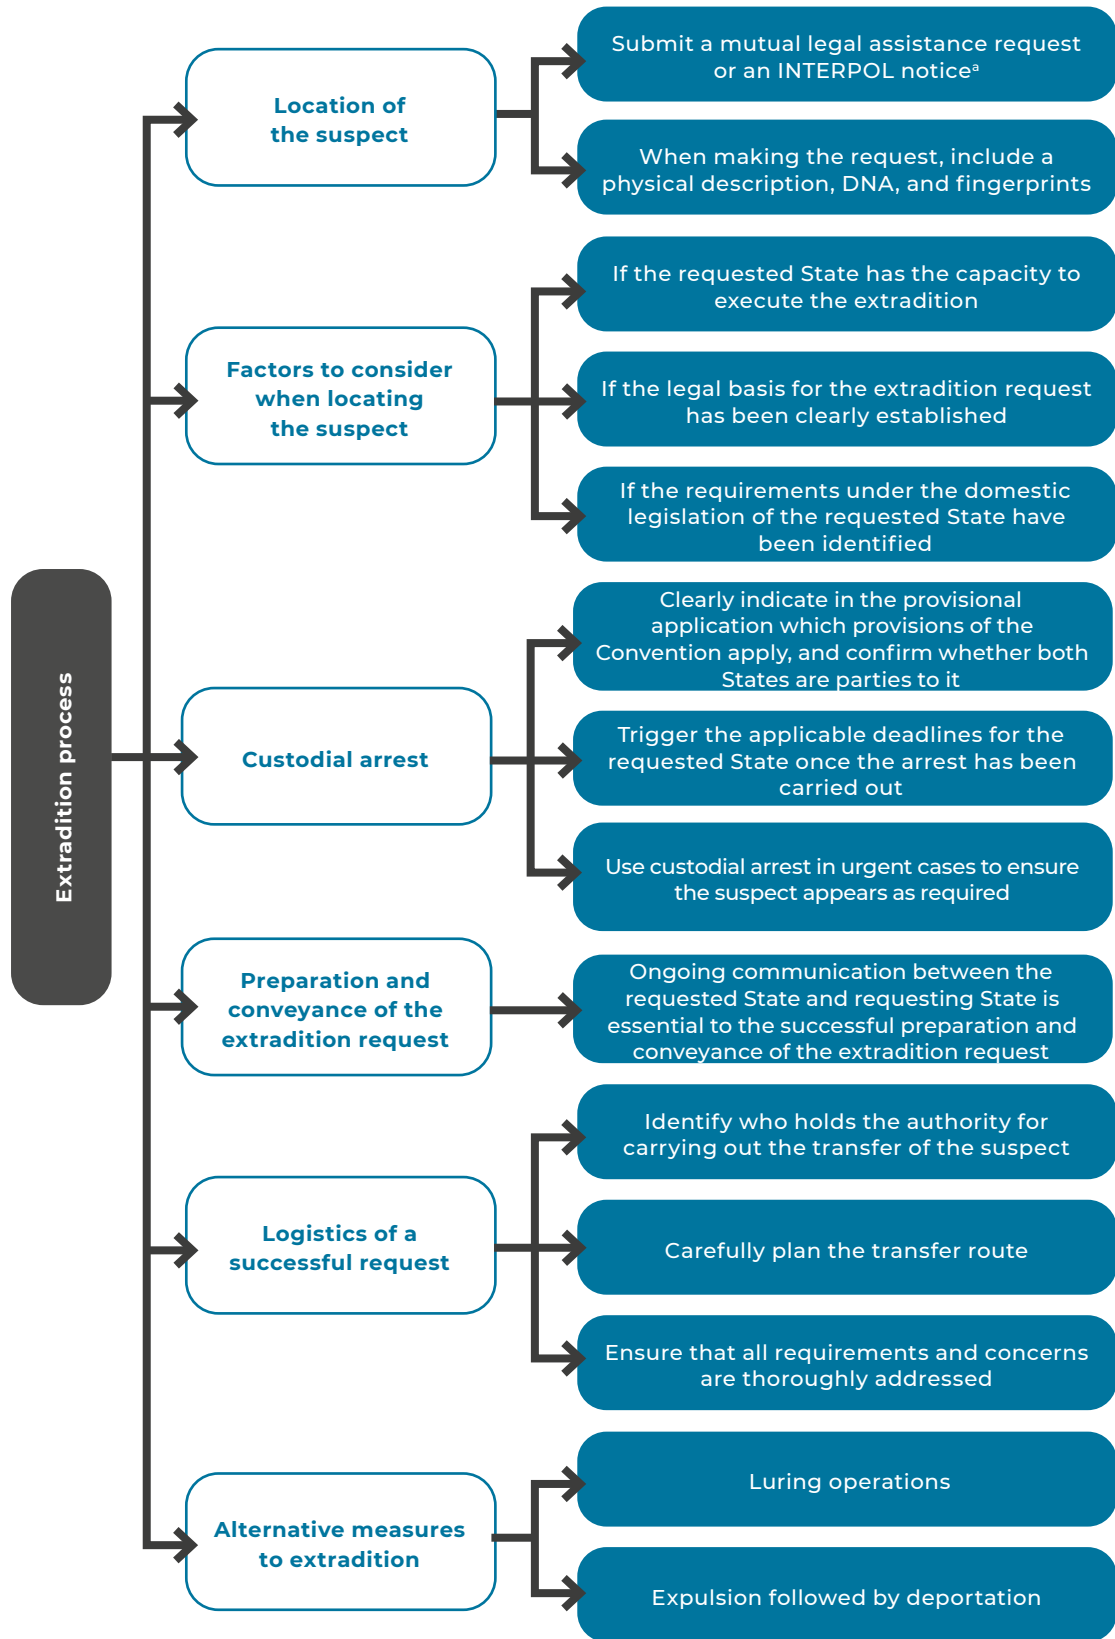 Extradition process
Location of
the suspect
Submit a mutual legal assistance request
or an INTERPOL noticeᵃ
When making the request, include a
physical description, DNA, and fingerprints
Factors to consider
when locating
the suspect
If the requested State has the capacity to
execute the extradition
If the legal basis for the extradition request
has been clearly established
If the requirements under the domestic
legislation of the requested State have
been identified
Custodial arrest
Clearly indicate in the provisional
application which provisions of the
Convention apply, and confirm whether both
States are parties to it
Trigger the applicable deadlines for the
requested State once the arrest has been
carried out
Use custodial arrest in urgent cases to ensure
the suspect appears as required
Preparation and
conveyance of the
extradition request
Ongoing communication between the
requested State and requesting State is
essential to the successful preparation and
conveyance of the extradition request
Logistics of a
successful request
Identify who holds the authority for
carrying out the transfer of the suspect
Carefully plan the transfer route
Ensure that all requirements and concerns
are thoroughly addressed
Alternative measures
to extradition
Luring operations
Expulsion followed by deportation